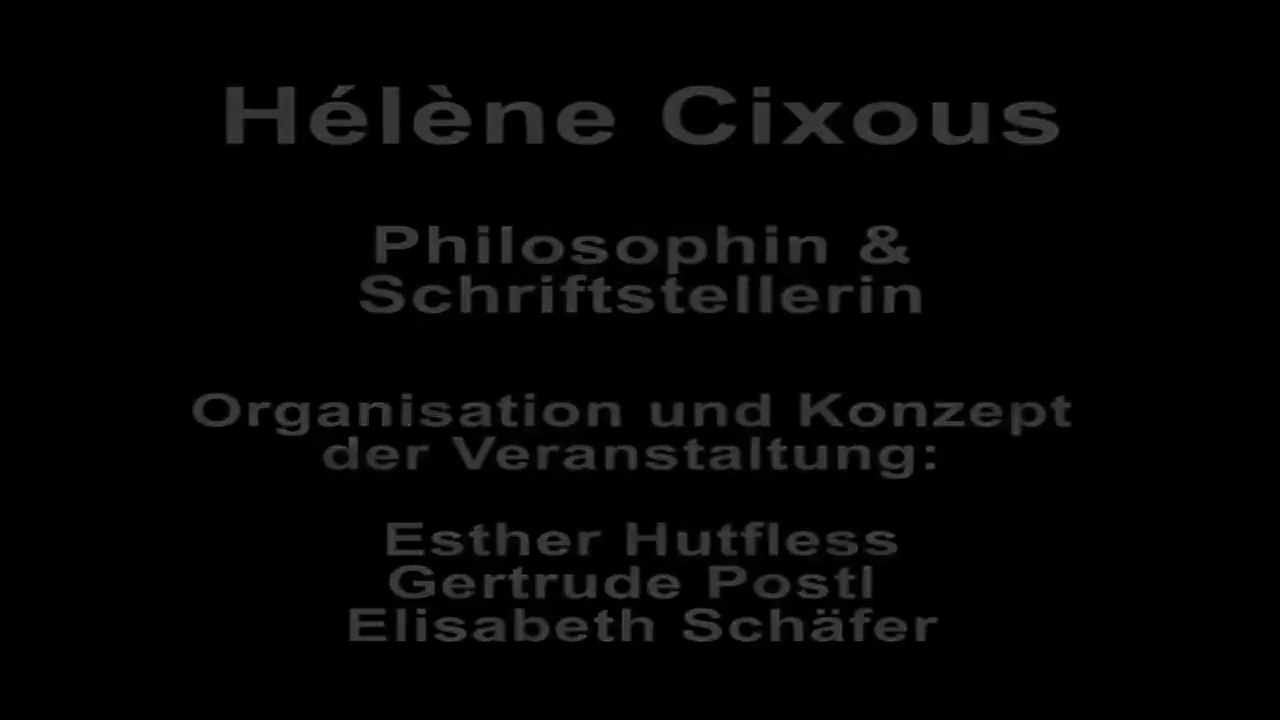 Hélène Cixous
Philosophin &
Schriftstellerin
Organisation und Konzept
der Veranstaltung:
Esther Hutfless
Gertrude Postl
Elisabeth Schäfer